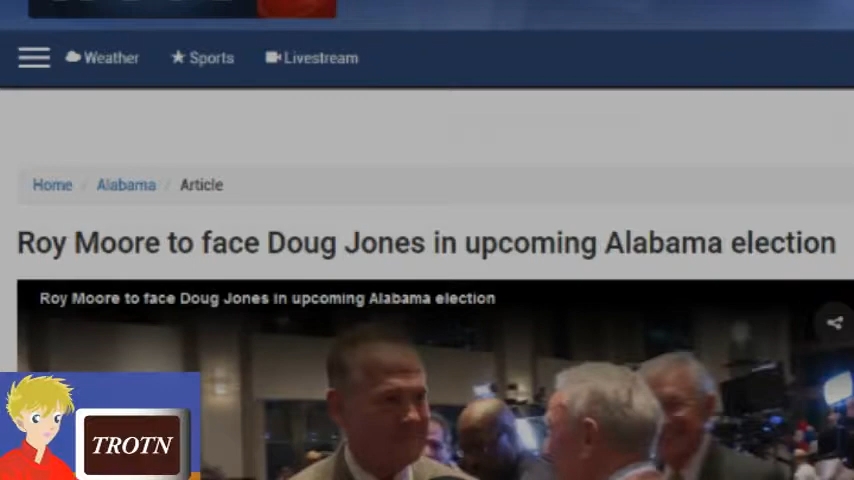 Weather Sports Livestream
Home / Alabama / Article
Roy Moore to face Doug Jones in upcoming Alabama election
Roy Moore to face Doug Jones in upcoming Alabama election
TROTN